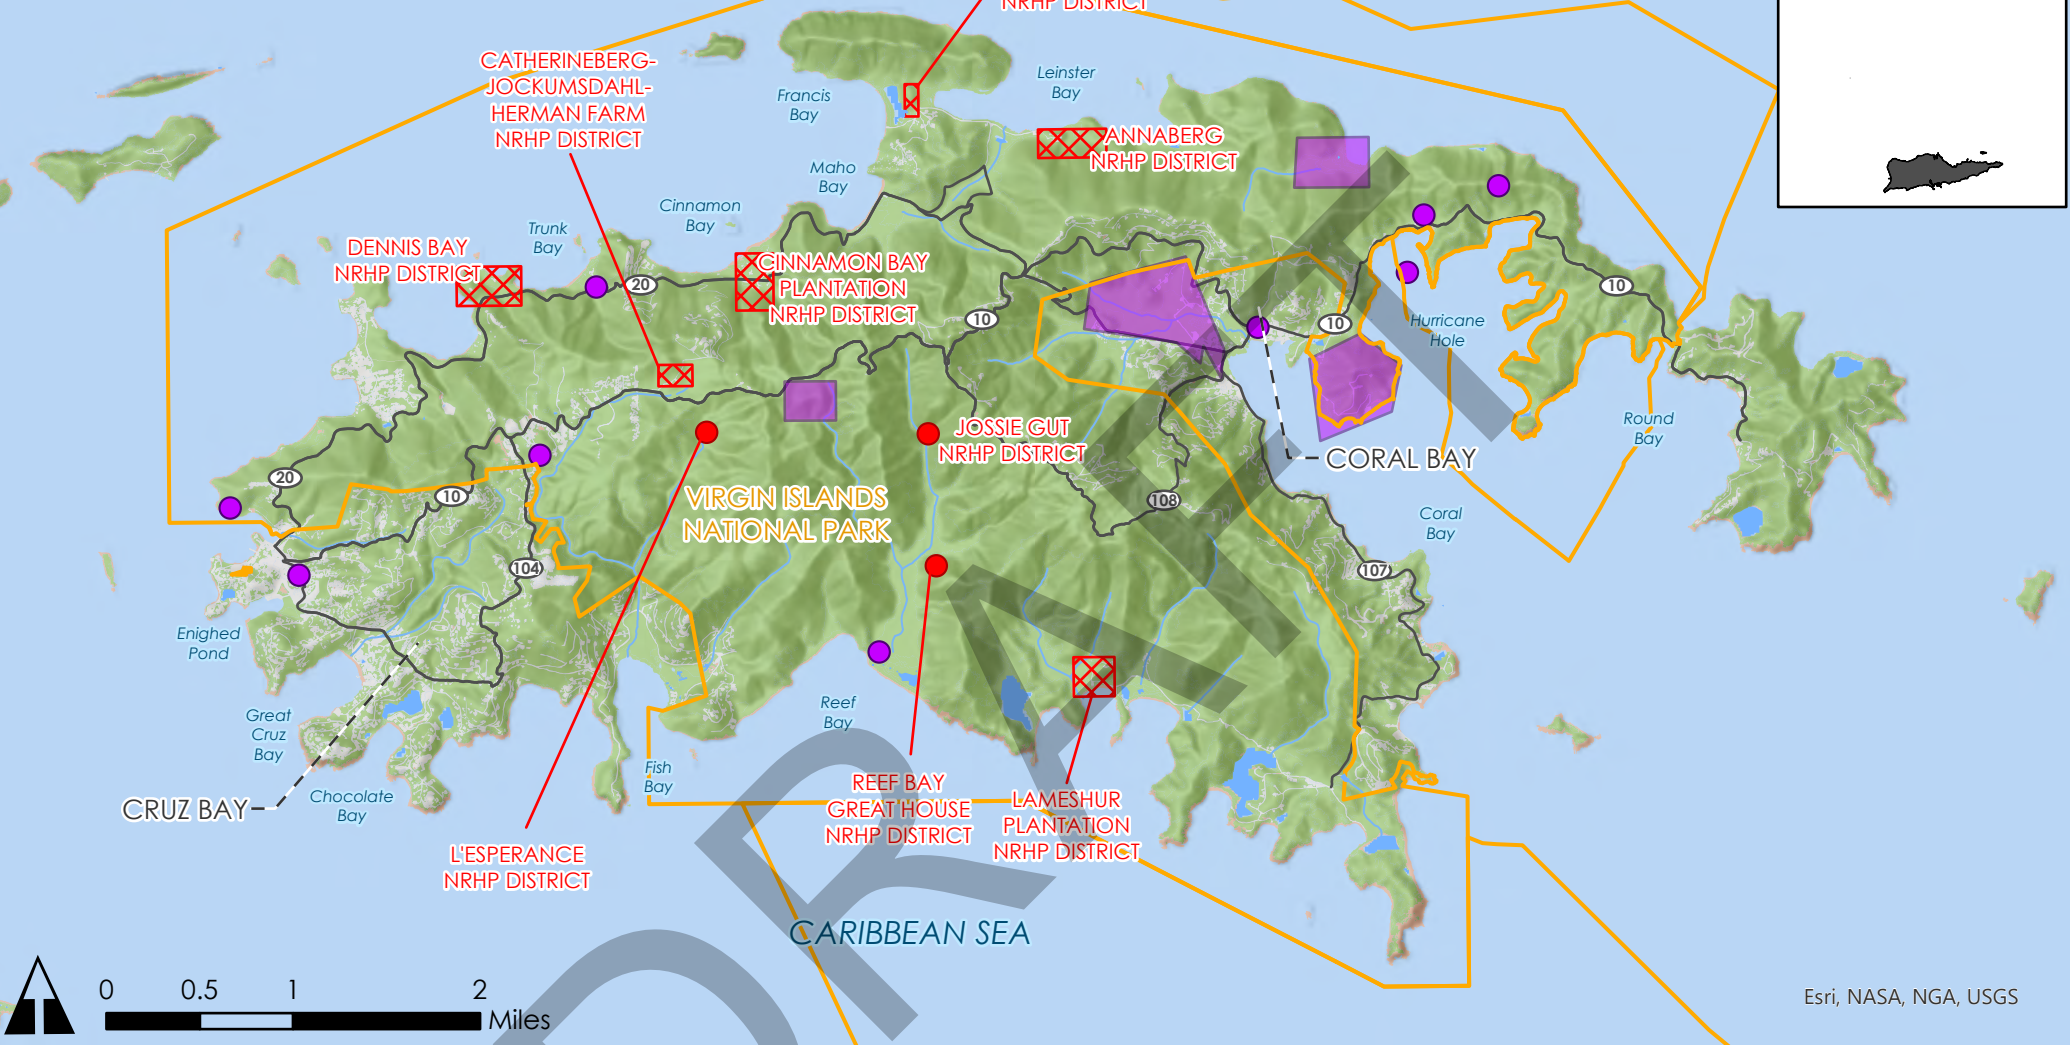 NRHP DISTRICT
CATHERINEBERG-
JOCKUMSDAHL-
HERMAN FARM
NRHP DISTRICT
Leinster
Bay
Francis
Bay
ANNABERG
NRHP DISTRICT
Maho
Bay
Cinnamon
Bay
Trunk
Bay
DENNIS BAY
NRHP DISTRICT
CINNAMON BAY
PLANTATION
NRHP DISTRICT
20
10
10
10
Hurricane
Hole
Round
Bay
JOSSIE GUT
NRHP DISTRICT
CORAL BAY
20
10
VIRGIN ISLANDS
NATIONAL PARK
108
Coral
Bay
104
107
Enighed
Pond
Great
Cruz
Bay
Reef
Bay
Fish
Bay
CRUZ BAY
Chocolate
Bay
REEF BAY
GREAT HOUSE
NRHP DISTRICT
LAMESHUR
PLANTATION
NRHP DISTRICT
L'ESPERANCE
NRHP DISTRICT
CARIBBEAN SEA
0 0.5 1 2
Miles
Esri, NASA, NGA, USGS
DRAFT